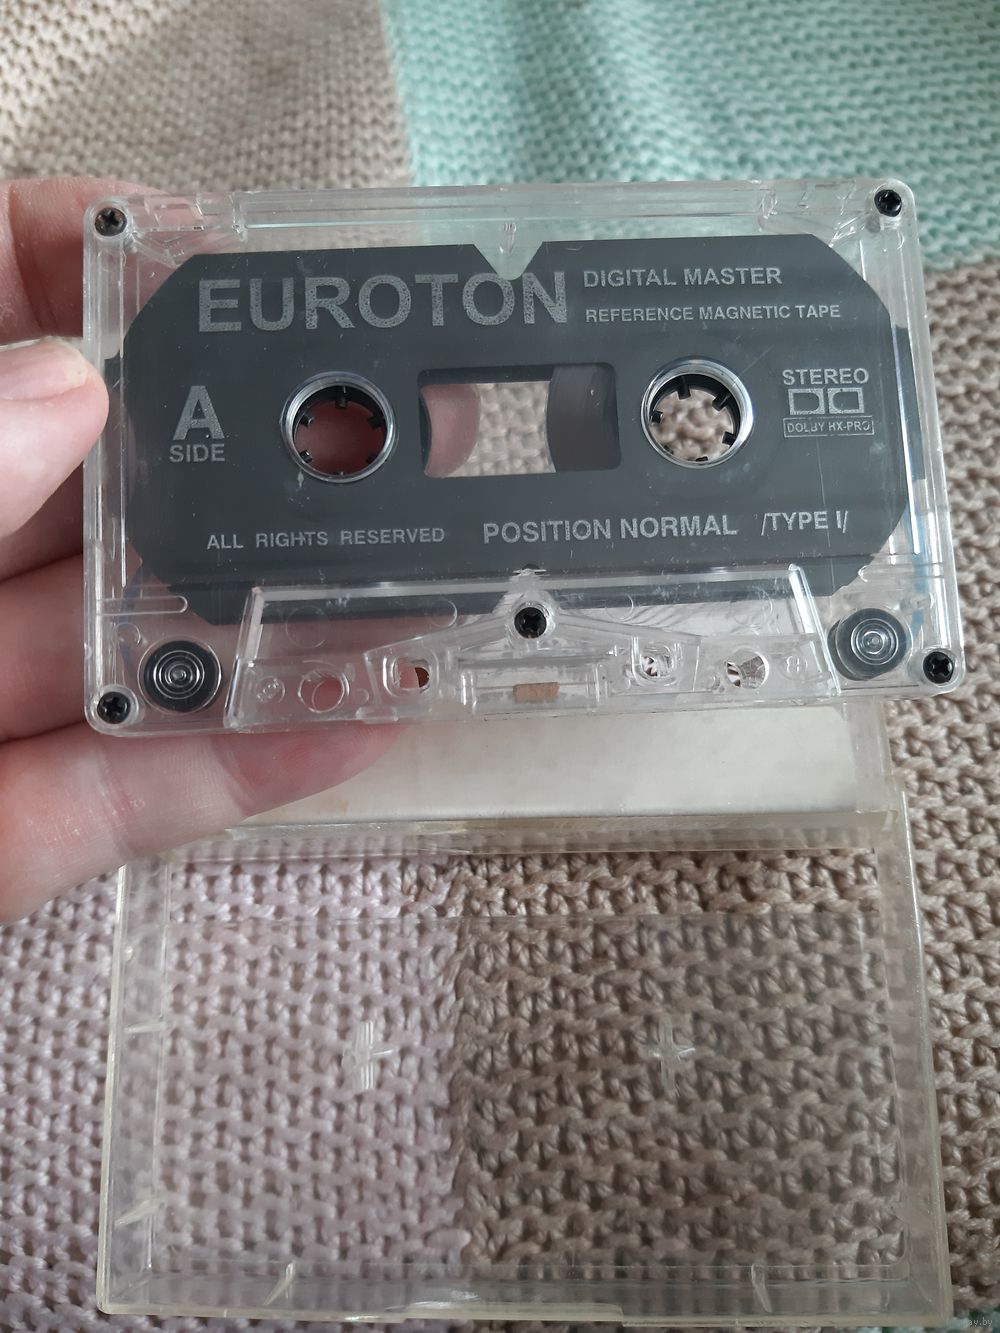 EUROTON
DIGITAL MASTER
REFERENCE MAGNETIC TAPE
A
SIDE
STEREO
DOLBY HX-PRO
ALL RIGHTS RESERVED
POSITION NORMAL /TYPE I/